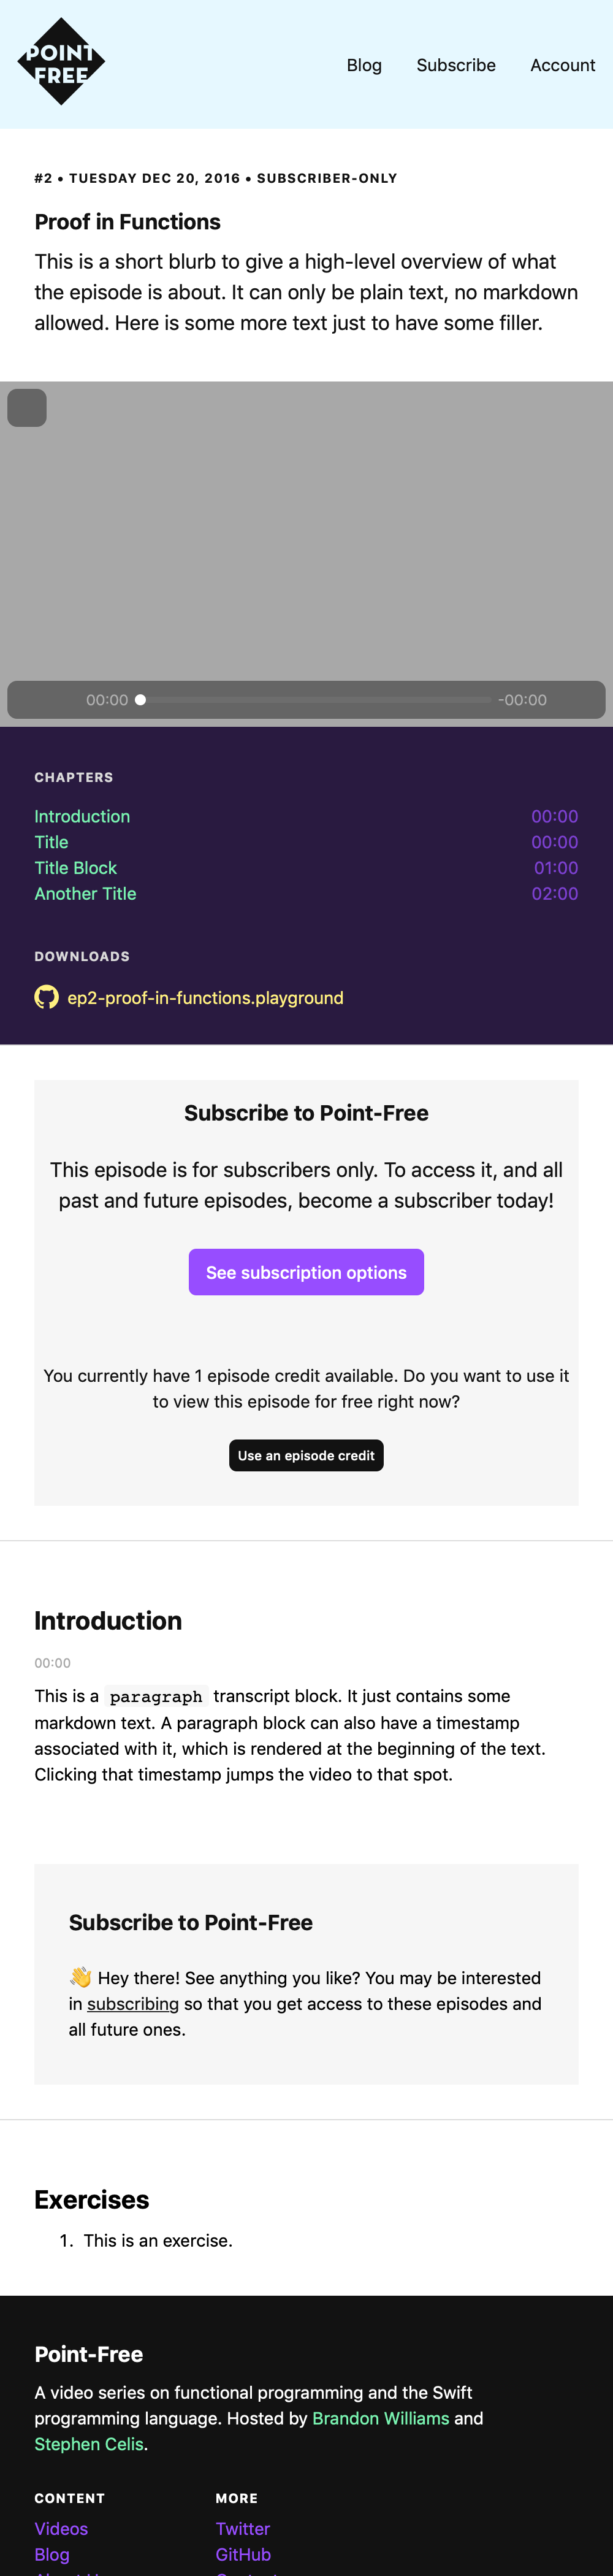 POINT
FREE
Blog Subscribe Account
#2 • TUESDAY DEC 20, 2016 • SUBSCRIBER-ONLY
Proof in Functions
This is a short blurb to give a high-level overview of what
the episode is about. It can only be plain text, no markdown
allowed. Here is some more text just to have some filler.
00:00 -00:00
CHAPTERS
Introduction 00:00
Title 00:00
Title Block 01:00
Another Title 02:00
DOWNLOADS
ep2-proof-in-functions.playground
Subscribe to Point-Free
This episode is for subscribers only. To access it, and all
past and future episodes, become a subscriber today!
See subscription options
You currently have 1 episode credit available. Do you want to use it
to view this episode for free right now?
Use an episode credit
Introduction
00:00
This is a paragraph transcript block. It just contains some
markdown text. A paragraph block can also have a timestamp
associated with it, which is rendered at the beginning of the text.
Clicking that timestamp jumps the video to that spot.
Subscribe to Point-Free
👋 Hey there! See anything you like? You may be interested
in subscribing so that you get access to these episodes and
all future ones.
Exercises
1. This is an exercise.
Point-Free
A video series on functional programming and the Swift
programming language. Hosted by Brandon Williams and
Stephen Celis.
CONTENT MORE
Videos Twitter
Blog GitHub